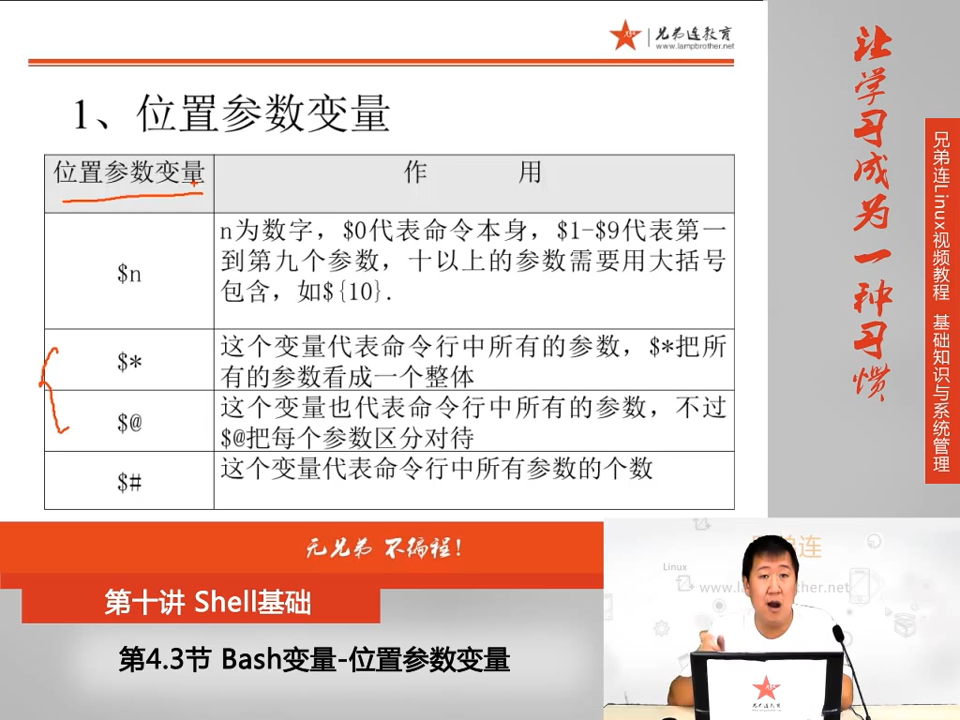 兄弟连教育
www.lampbrother.net
1、位置参数变量
位置参数变量
作 用
$n
n为数字，$0代表命令本身，$1-$9代表第一
到第九个参数，十以上的参数需要用大括号
包含，如${10}.
$*
这个变量代表命令行中所有的参数，$*把所
有的参数看成一个整体
$@
这个变量也代表命令行中所有的参数，不过
$@把每个参数区分对待
$#
这个变量代表命令行中所有参数的个数
让学习成为一种习惯
兄弟连Linux视频教程 基础知识与系统管理
无兄弟 不编程！
第十讲 Shell基础
第4.3节 Bash变量-位置参数变量
Linux
兄弟连教育